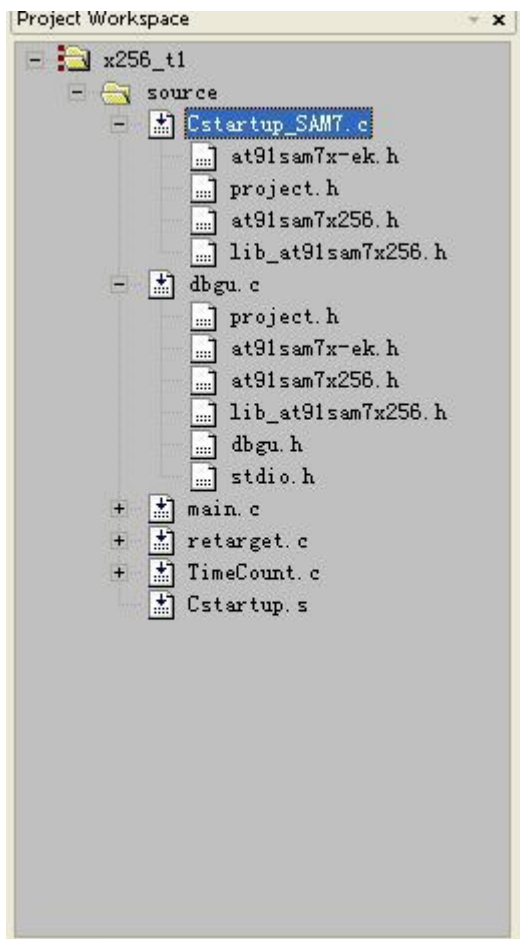 Project Workspace
x256_t1
source
Cstartup_SAM7.c
at91sam7x-ek.h
project.h
at91sam7x256.h
lib_at91sam7x256.h
dbgu.c
project.h
at91sam7x-ek.h
at91sam7x256.h
lib_at91sam7x256.h
dbgu.h
stdio.h
main.c
retarget.c
TimeCount.c
Cstartup.s